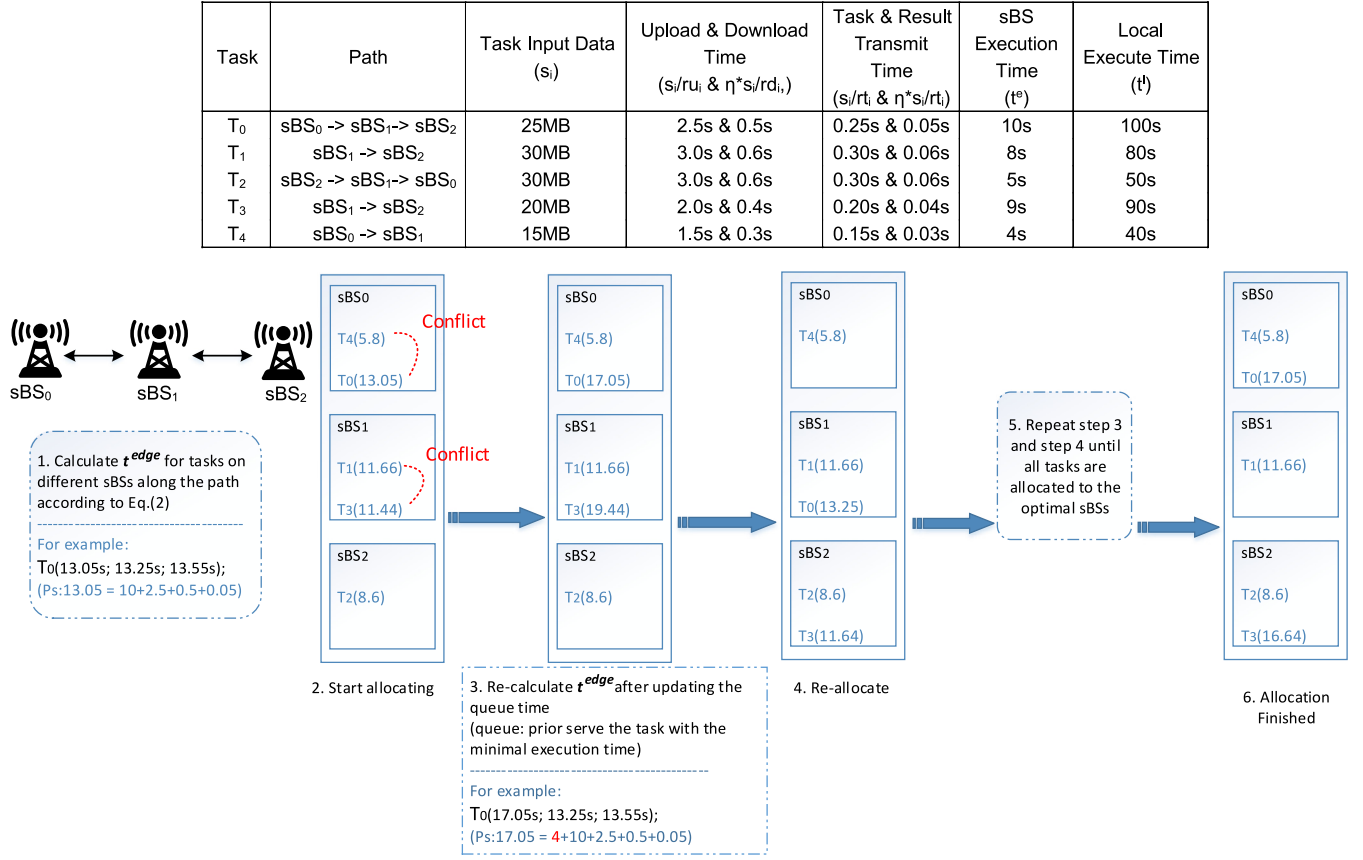 Task
Path
Task Input Data
(sᵢ)
Upload & Download
Time
(sᵢ/ruᵢ & η*sᵢ/rdᵢ,)
Task & Result
Transmit
Time
(sᵢ/rtᵢ & η*sᵢ/rtᵢ)
sBS
Execution
Time
(tᵉ)
Local
Execute Time
(tˡ)
T₀ sBS₀ -> sBS₁-> sBS₂ 25MB 2.5s & 0.5s 0.25s & 0.05s 10s 100s
T₁ sBS₁ -> sBS₂ 30MB 3.0s & 0.6s 0.30s & 0.06s 8s 80s
T₂ sBS₂ -> sBS₁-> sBS₀ 30MB 3.0s & 0.6s 0.30s & 0.06s 5s 50s
T₃ sBS₁ -> sBS₂ 20MB 2.0s & 0.4s 0.20s & 0.04s 9s 90s
T₄ sBS₀ -> sBS₁ 15MB 1.5s & 0.3s 0.15s & 0.03s 4s 40s
sBS₀
sBS₁
sBS₂
1. Calculate t^edge for tasks on
different sBSs along the path
according to Eq.(2)
For example:
T0(13.05s; 13.25s; 13.55s);
(Ps:13.05 = 10+2.5+0.5+0.05)
sBS0
T4(5.8)
Conflict
T0(13.05)
sBS1
T1(11.66)
Conflict
T3(11.44)
sBS2
T2(8.6)
2. Start allocating
sBS0
T4(5.8)
T0(17.05)
sBS1
T1(11.66)
T3(19.44)
sBS2
T2(8.6)
3. Re-calculate t^edge after updating the
queue time
(queue: prior serve the task with the
minimal execution time)
For example:
T0(17.05s; 13.25s; 13.55s);
(Ps:17.05 = 4+10+2.5+0.5+0.05)
sBS0
T4(5.8)
sBS1
T1(11.66)
T0(13.25)
sBS2
T2(8.6)
T3(11.64)
4. Re-allocate
5. Repeat step 3
and step 4 until
all tasks are
allocated to the
optimal sBSs
sBS0
T4(5.8)
T0(17.05)
sBS1
T1(11.66)
sBS2
T2(8.6)
T3(16.64)
6. Allocation
Finished